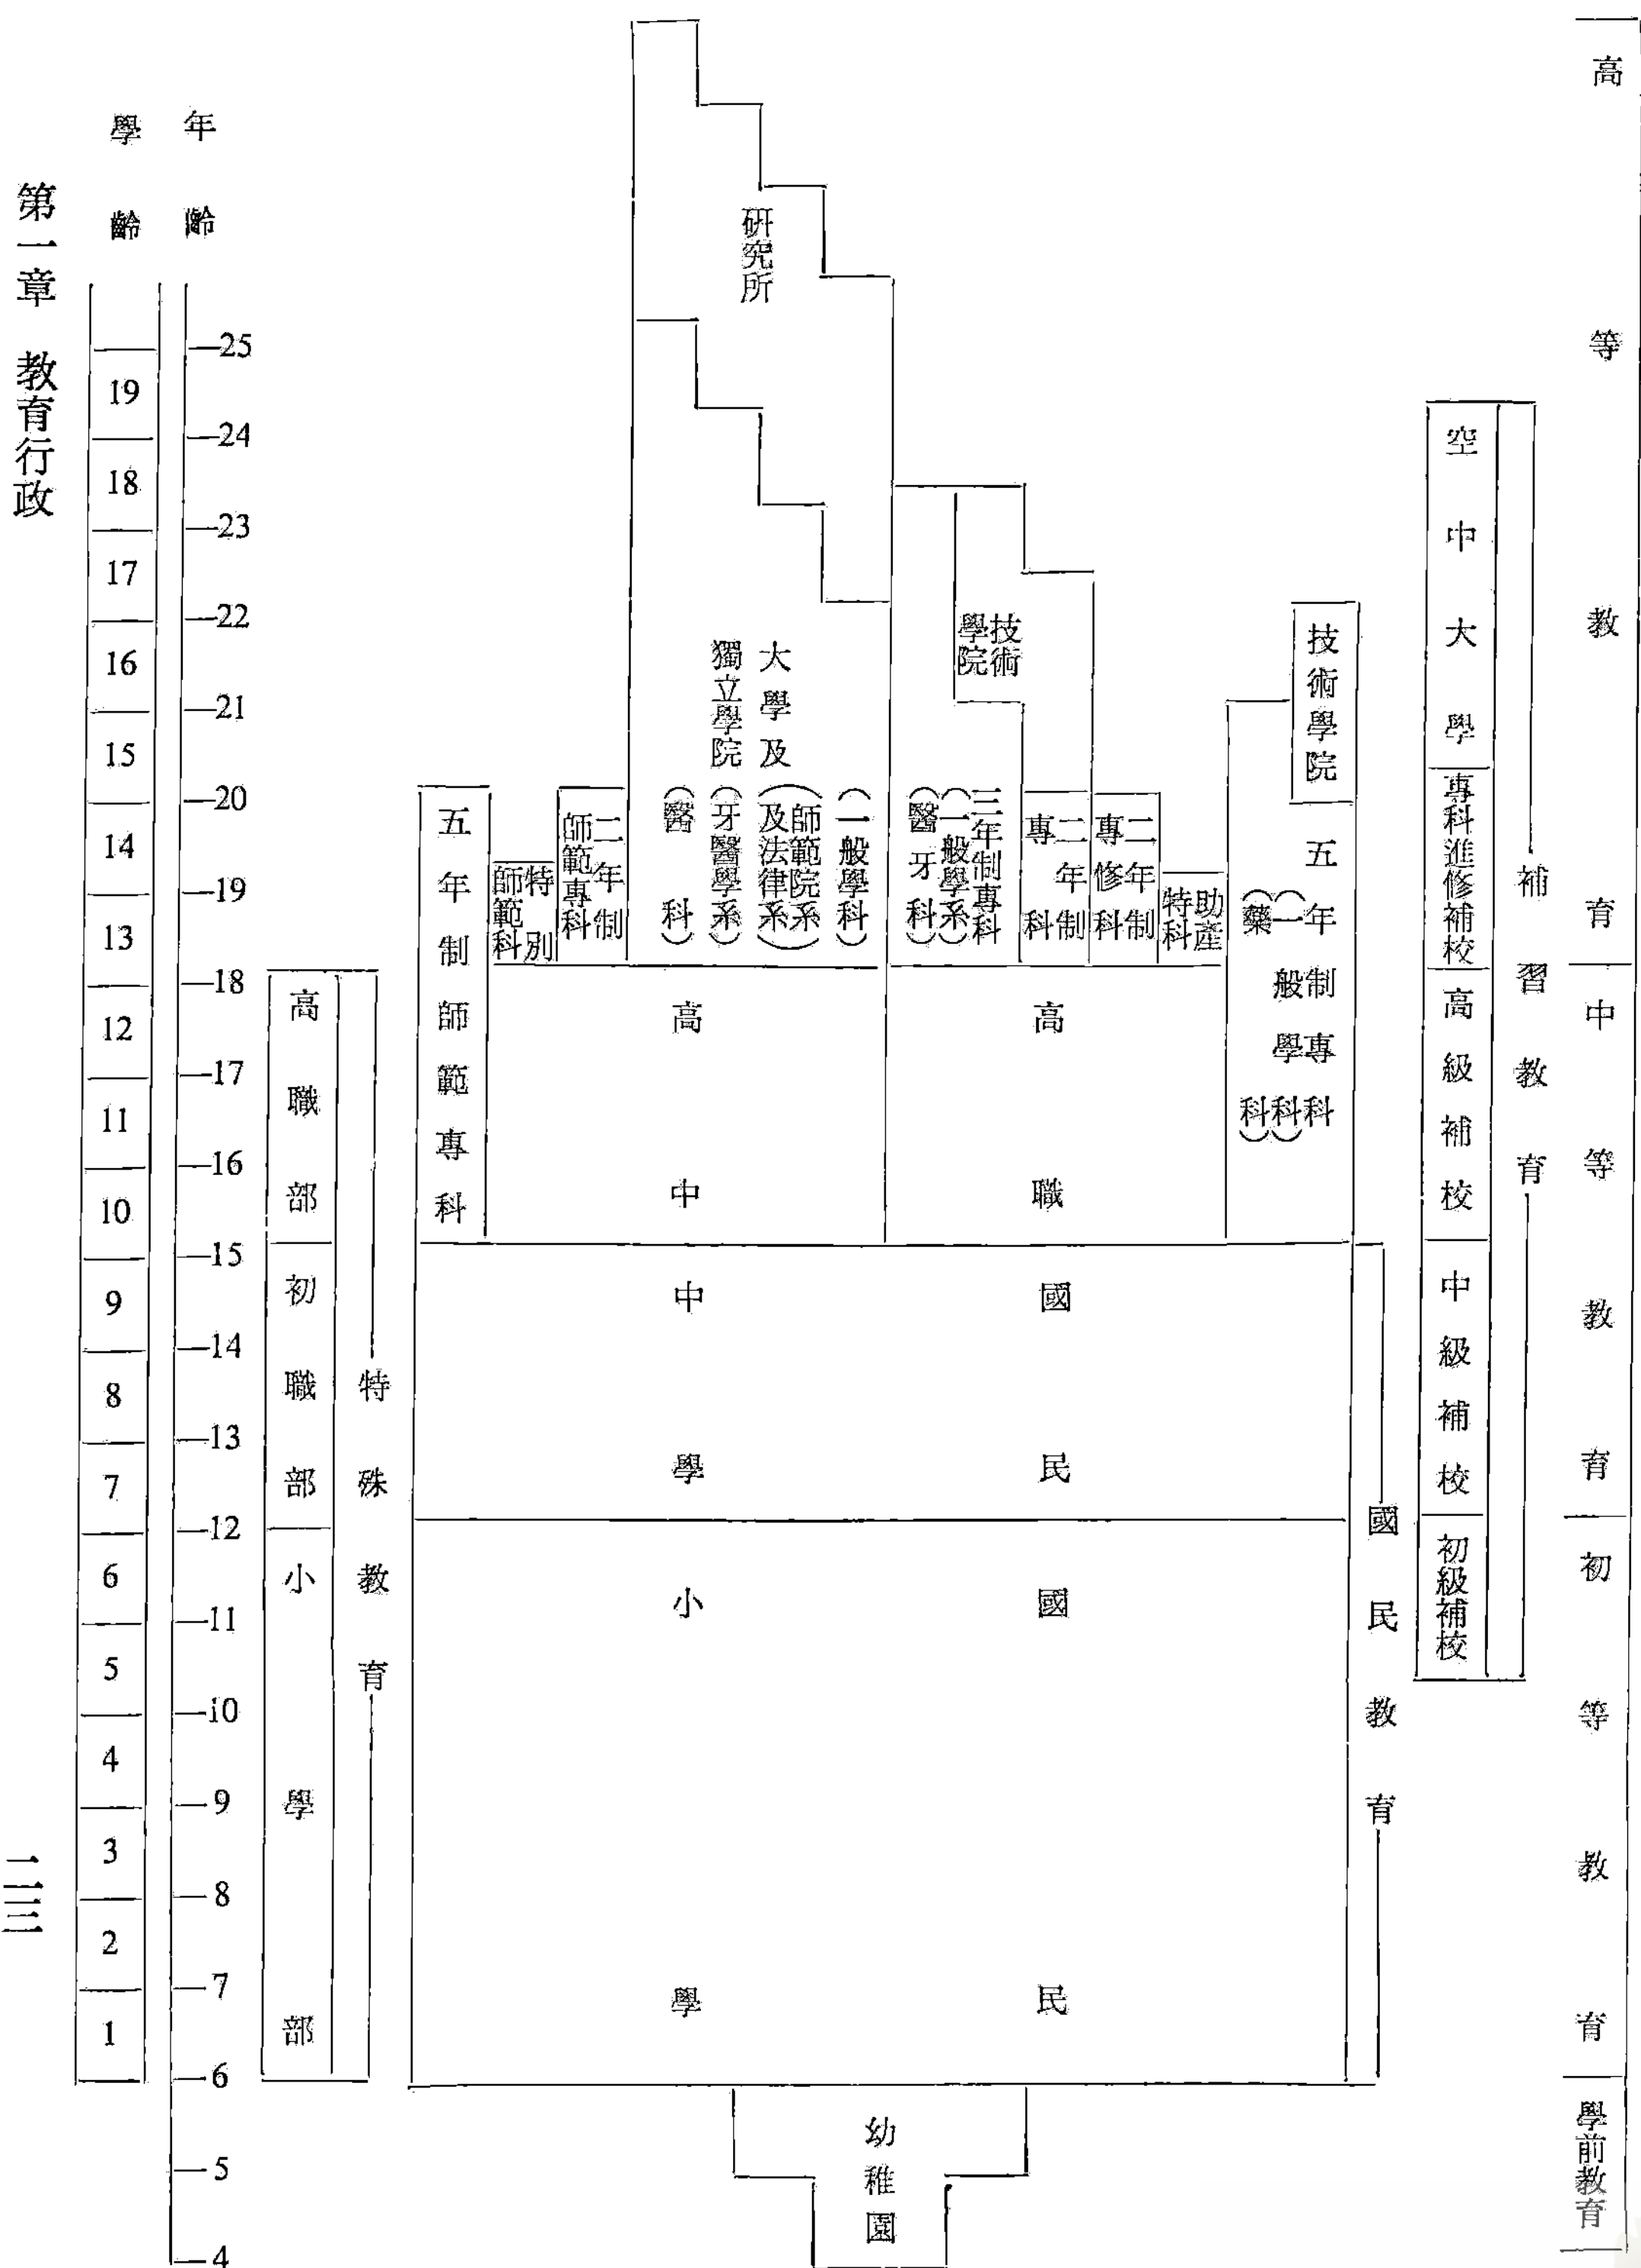 第一章　教育行政
二三三
學齡
年齡
19
18
17
16
15
14
13
12
11
10
9
8
7
6
5
4
3
2
1
25
24
23
22
21
20
19
18
17
16
15
14
13
12
11
10
9
8
7
6
5
4
高職部
初職部
小學部
特殊教育
五年制師範專科
特別
師範科
二年制
師範專科
研究所
大學及
獨立學院
（醫科）
（牙醫學系）
（師範院系
及法律系）
（一般學科）
（醫牙科）
（一般學系）
三年制專科
技術
學院
二年制
專科
二年制
專修科
助產
特科
技術學院
五年制專科
（一般學科）
（藥科）
高中
高職
國民
中學
國民
小學
幼稚園
國民教育
空中大學
專科進修補校
高級補校
中級補校
初級補校
補習教育
高等教育
中等教育
初等教育
學前教育